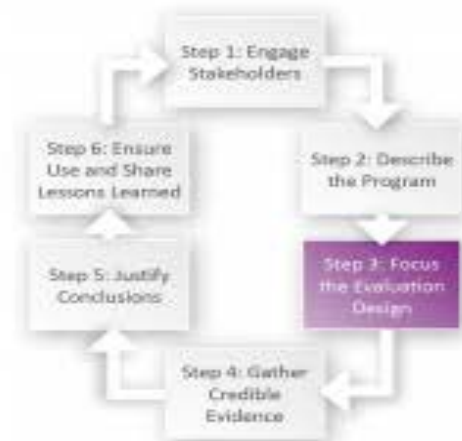 Step 1: Engage
Stakeholders
Step 2: Describe
the Program
Step 3: Focus
the Evaluation
Design
Step 4: Gather
Credible
Evidence
Step 5: Justify
Conclusions
Step 6: Ensure
Use and Share
Lessons Learned